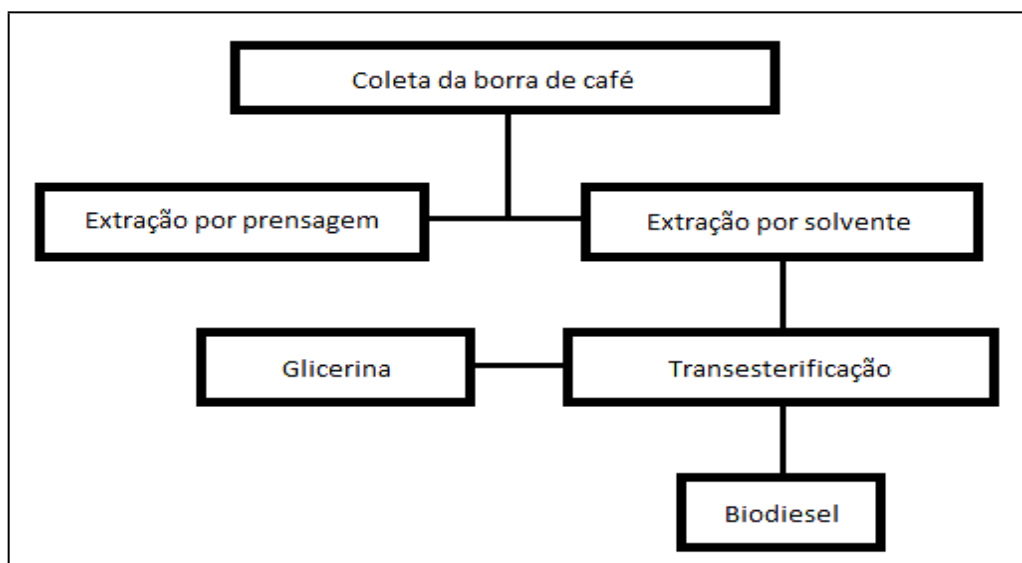 Coleta da borra de café
Extração por prensagem
Extração por solvente
Glicerina
Transesterificação
Biodiesel